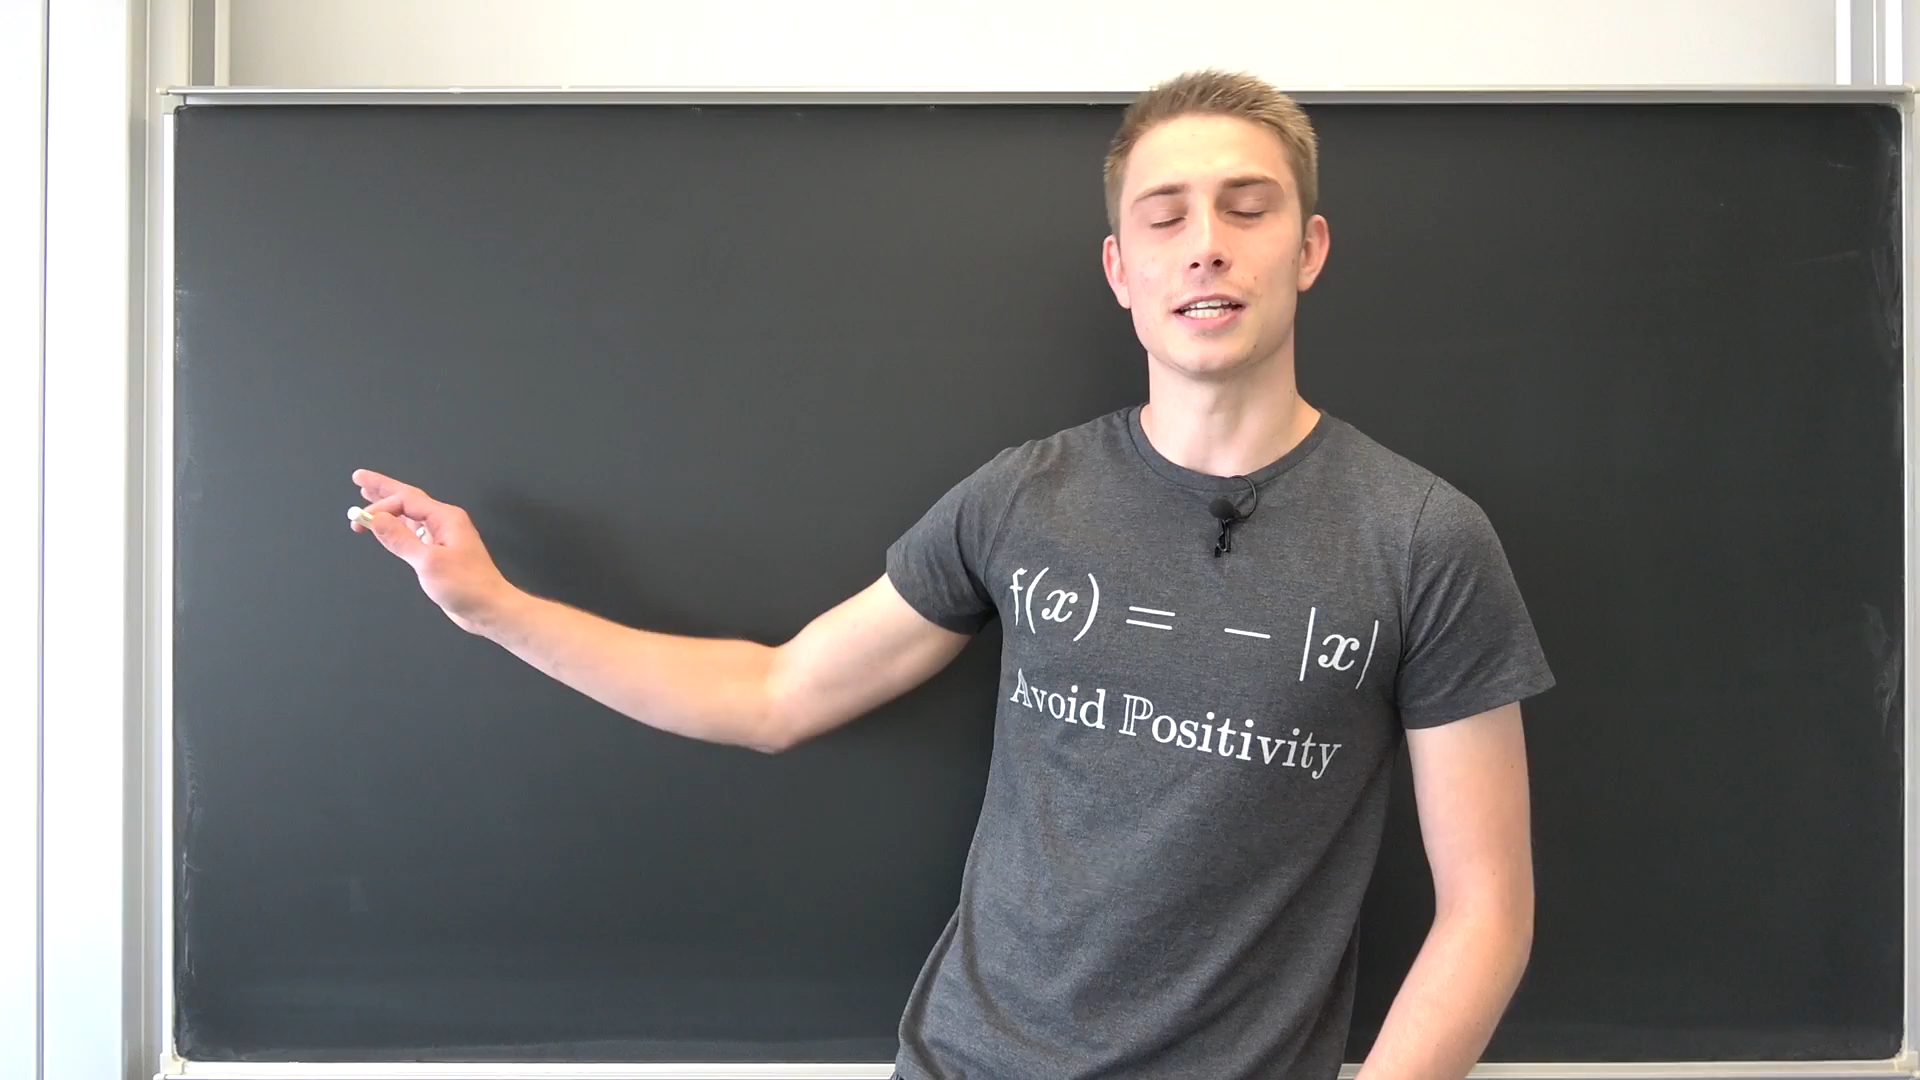 f(x) = − |x|
Avoid ℙositivity